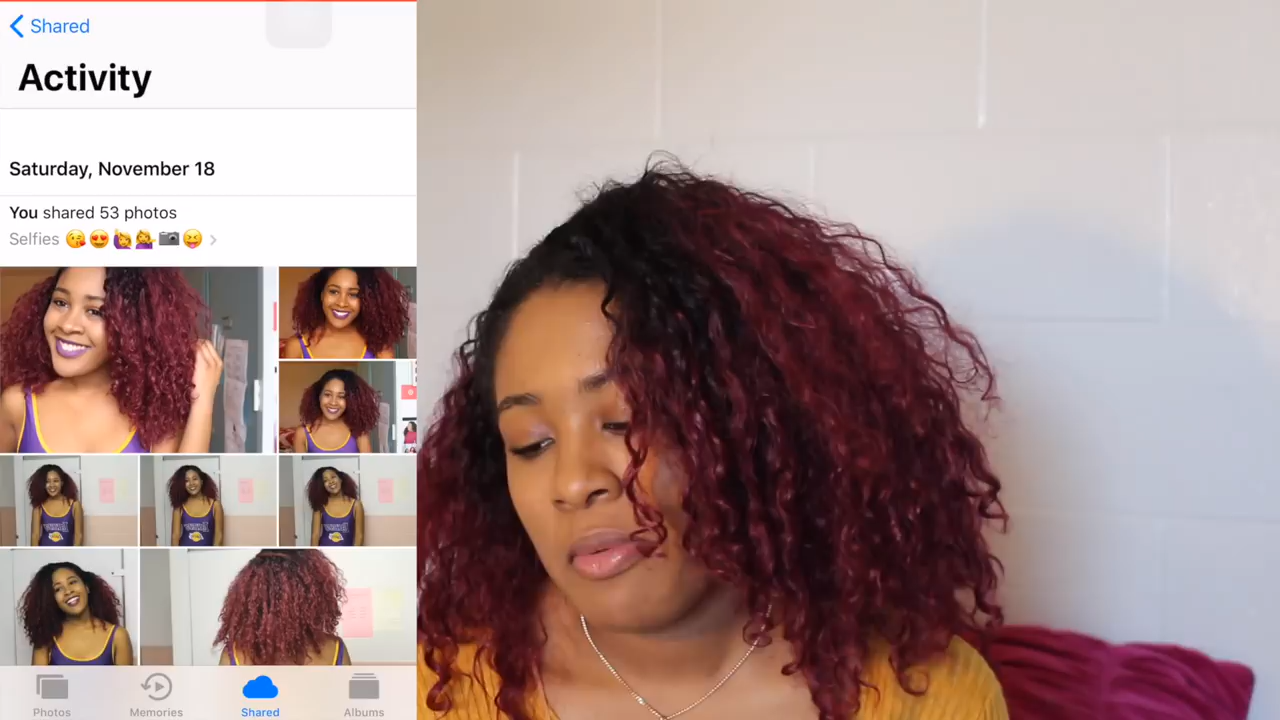 Shared
Activity
Saturday, November 18
You shared 53 photos
Selfies 😘😍🙋💁📷😝
Photos
Memories
Shared
Albums